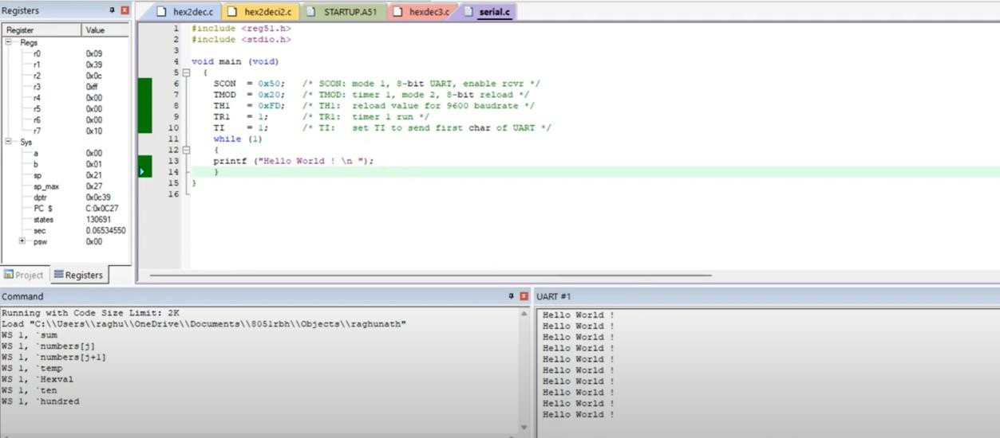 Registers
Register Value
Regs
r0 0x09
r1 0x39
r2 0x0c
r3 0xff
r4 0x00
r5 0x00
r6 0x00
r7 0x10
Sys
a 0x00
b 0x01
sp 0x21
sp_max 0x27
dptr 0x0c39
PC $ C:0x0C27
states 130691
sec 0.06534550
psw 0x00
Project Registers
hex2dec.c hex2deci2.c STARTUP.A51 hexdec3.c serial.c
1 #include <reg51.h>
2 #include <stdio.h>
3
4 void main (void)
5 {
6 SCON = 0x50; /* SCON: mode 1, 8-bit UART, enable rcvr */
7 TMOD = 0x20; /* TMOD: timer 1, mode 2, 8-bit reload */
8 TH1 = 0xFD; /* TH1: reload value for 9600 baudrate */
9 TR1 = 1; /* TR1: timer 1 run */
10 TI = 1; /* TI: set TI to send first char of UART */
11 while (1)
12 {
13 printf ("Hello World ! \n ");
14 }
15 }
16
Command
Running with Code Size Limit: 2K
Load "C:\\Users\\raghu\\OneDrive\\Documents\\8051rbh\\Objects\\raghunath"
WS 1, `sum
WS 1, `numbers[j]
WS 1, `numbers[j+1]
WS 1, `temp
WS 1, `Hexval
WS 1, `ten
WS 1, `hundred
UART #1
Hello World !
Hello World !
Hello World !
Hello World !
Hello World !
Hello World !
Hello World !
Hello World !
Hello World !
Hello World !